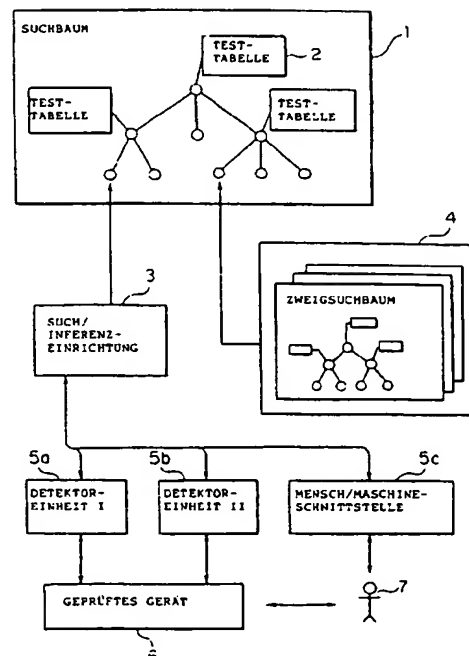 SUCHBAUM
1
TEST-
TABELLE
2
TEST-
TABELLE
TEST-
TABELLE
4
3
ZWEIGSUCHBAUM
SUCH/
INFERENZ-
EINRICHTUNG
5a
5b
5c
DETEKTOR-
EINHEIT I
DETEKTOR-
EINHEIT II
MENSCH/MASCHINE-
SCHNITTSTELLE
GEPRÜFTES GERÄT
7
6